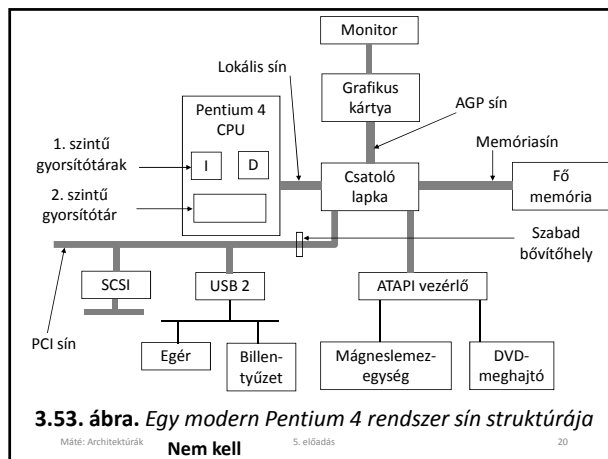 Monitor
Lokális sín
Grafikus
kártya
Pentium 4
CPU
AGP sín
Memóriasín
1. szintű
gyorsítótárak
I
D
Csatoló
lapka
Fő
memória
2. szintű
gyorsítótár
Szabad
bővítőhely
SCSI
USB 2
ATAPI vezérlő
PCI sín
Egér
Billen-
tyűzet
Mágneslemez-
egység
DVD-
meghajtó
3.53. ábra. Egy modern Pentium 4 rendszer sín struktúrája
Máté: Architektúrák
Nem kell
5. előadás
20